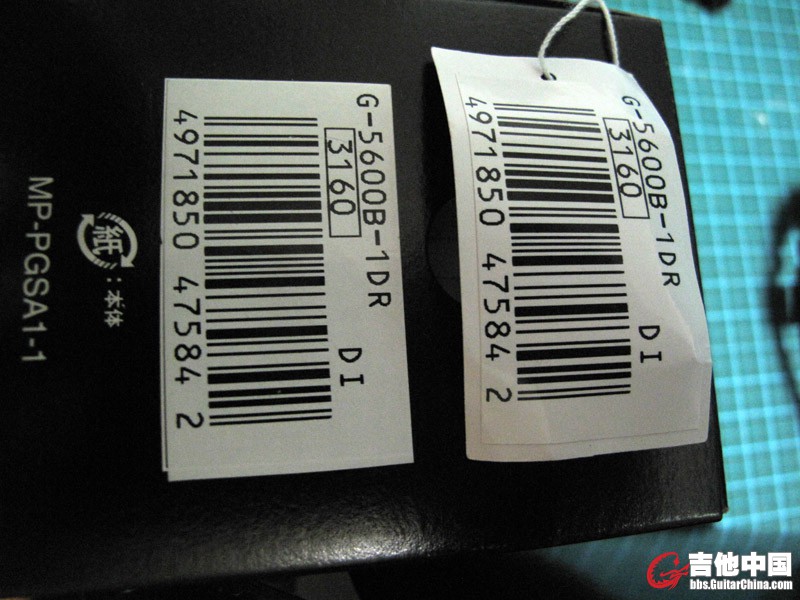 G-5600B-1DR
3160
DI
4971850 47584 2
G-5600B-1DR
3160
DI
4971850 47584 2
紙
:本体
MP-PGSA1-1
吉他中国
bbs.GuitarChina.com